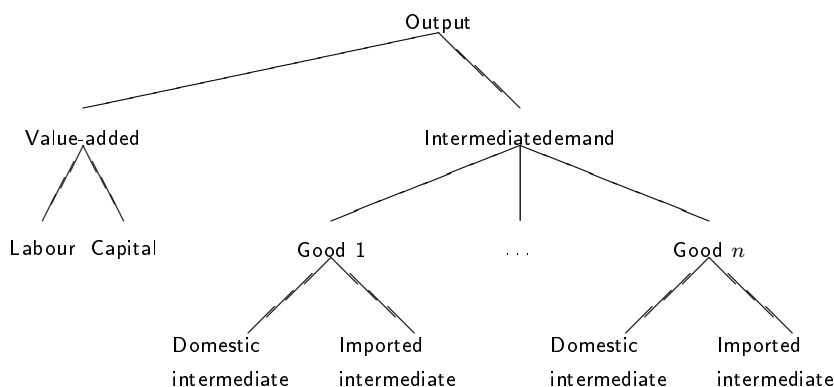 Output
Value-added
Intermediatedemand
Labour Capital
Good 1
. . .
Good n
Domestic intermediate
Imported intermediate
Domestic intermediate
Imported intermediate